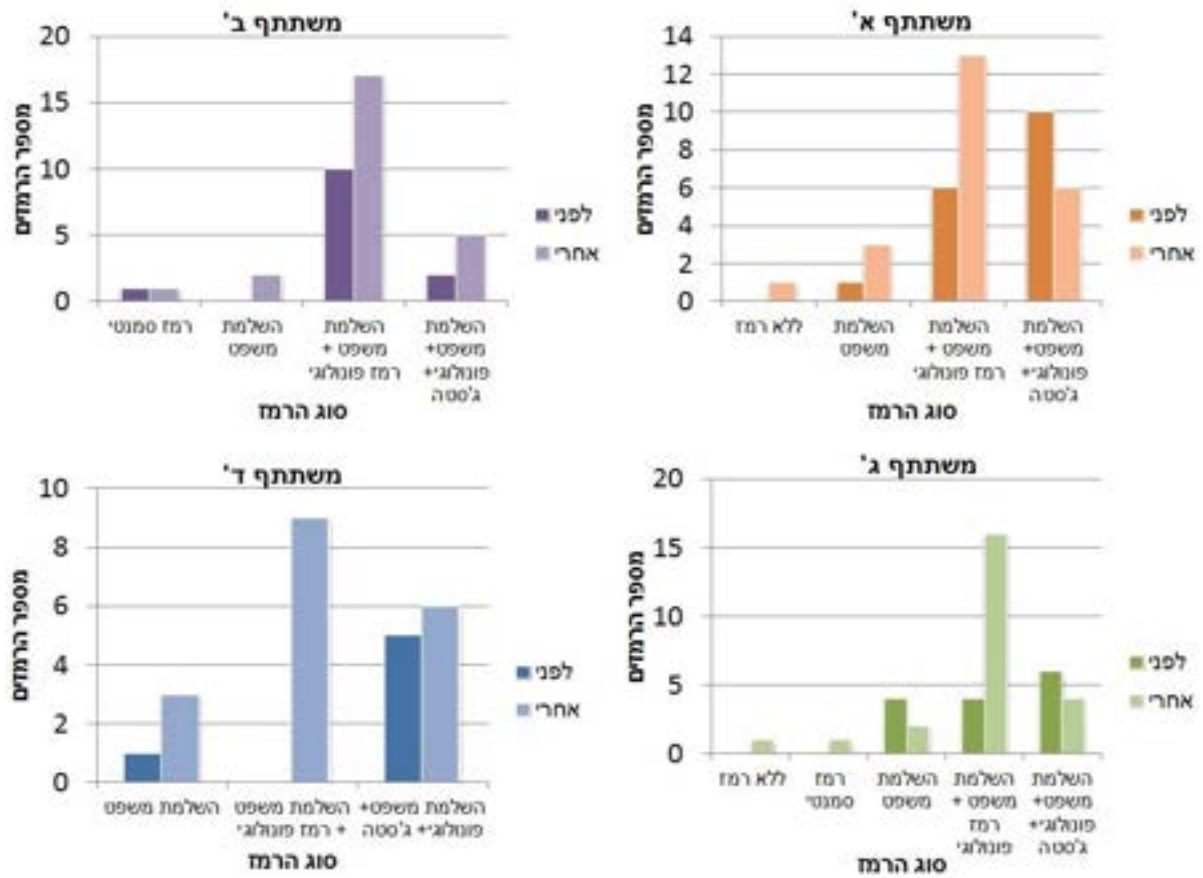 משתתף א'
14
12
10
8
6
4
2
0
מספר הרמזים
ללא רמז
השלמת
משפט
השלמת
משפט +
רמז פונולוגי
השלמת
משפט+
פונולוגי+
ג'סטה
סוג הרמז
לפני
אחרי
משתתף ב'
20
15
10
5
0
מספר הרמזים
רמז סמנטי
השלמת
משפט
השלמת
משפט +
רמז פונולוגי
השלמת
משפט+
פונולוגי+
ג'סטה
סוג הרמז
לפני
אחרי
משתתף ג'
20
15
10
5
0
מספר הרמזים
ללא רמז
רמז
סמנטי
השלמת
משפט
השלמת
משפט +
רמז
פונולוגי
השלמת
משפט+
פונולוגי+
ג'סטה
סוג הרמז
לפני
אחרי
משתתף ד'
10
8
6
4
2
0
מספר הרמזים
השלמת משפט
השלמת משפט
+ רמז פונולוגי
השלמת משפט+
פונולוגי+ ג'סטה
סוג הרמז
לפני
אחרי